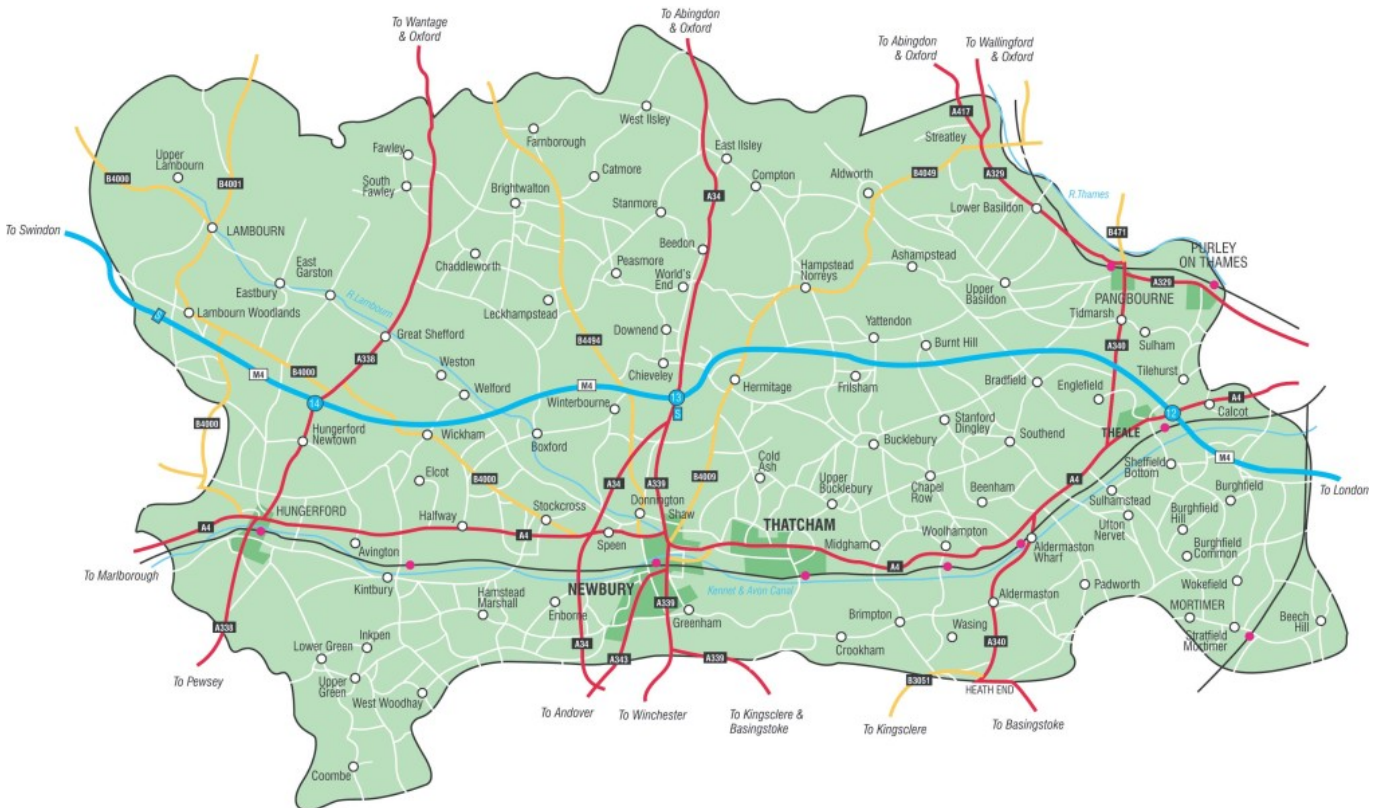 To Wantage
& Oxford
To Abingdon
& Oxford
To Abingdon
& Oxford
To Wallingford
& Oxford
A417
West Ilsley
Streatley
Farnborough
Upper
Lambourn
Fawley
East Ilsley
B4000
B4001
South
Fawley
Catmore
Compton
Aldworth
B4049
A329
Brightwalton
A34
R.Thames
Stanmore
Lower Basildon
To Swindon
LAMBOURN
B471
Beedon
PURLEY
ON THAMES
East
Garston
Chaddleworth
Peasmore
World's
End
Hampstead
Norreys
Ashampstead
Eastbury
R.Lambourn
Upper
Basildon
A329
PANGBOURNE
S
Lambourn Woodlands
Leckhampstead
Tidmarsh
Great Shefford
Downend
Yattendon
Burnt Hill
B4494
Sulham
A338
A340
Weston
Chieveley
M4
B4000
Welford
M4
Hermitage
Frilsham
Bradfield
Englefield
Tilehurst
14
Winterbourne
13
S
12
A4
Calcot
B4000
Hungerford
Newtown
Wickham
Boxford
Stanford
Dingley
Southend
THEALE
Bucklebury
Elcot
Cold
Ash
Sheffield
Bottom
M4
B4000
A34
A339
B4009
Upper
Bucklebury
Chapel
Row
Beenham
A4
Sulhamstead
Burghfield
To London
HUNGERFORD
Halfway
Stockcross
Donnington
Shaw
THATCHAM
Woolhampton
Ufton
Nervet
Burghfield
Hill
A4
A4
Speen
Midgham
Aldermaston
Wharf
Burghfield
Common
Avington
A4
To Marlborough
Kintbury
NEWBURY
Kennet & Avon Canal
Padworth
Wokefield
Hamstead
Marshall
Enborne
A339
Greenham
Brimpton
Aldermaston
MORTIMER
Beech
Hill
A338
Wasing
Stratfield
Mortimer
Inkpen
A34
A343
A339
Crookham
A340
Lower Green
To Pewsey
Upper
Green
B3051
HEATH END
West Woodhay
To Andover
To Winchester
To Kingsclere &
Basingstoke
To Kingsclere
To Basingstoke
Coombe